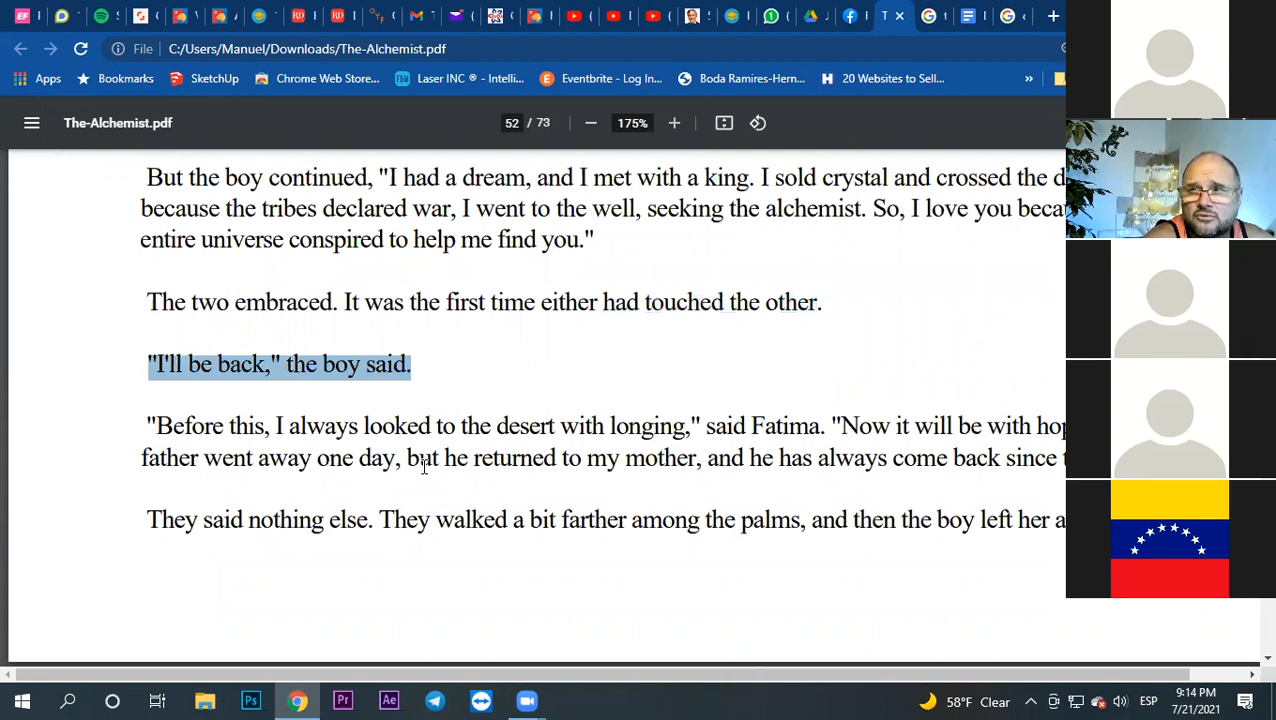 File C:/Users/Manuel/Downloads/The-Alchemist.pdf
Apps Bookmarks SketchUp Chrome Web Store... Laser INC ® - Intelli... Eventbrite - Log In... Boda Ramires-Hern... 20 Websites to Sell... »
The-Alchemist.pdf 52 / 73 175%
But the boy continued, "I had a dream, and I met with a king. I sold crystal and crossed the
because the tribes declared war, I went to the well, seeking the alchemist. So, I love you
entire universe conspired to help me find you."
The two embraced. It was the first time either had touched the other.
"I'll be back," the boy said.
"Before this, I always looked to the desert with longing," said Fatima. "Now it will be with
father went away one day, but he returned to my mother, and he has always come back since
They said nothing else. They walked a bit farther among the palms, and then the boy left her
58°F Clear ESP 9:14 PM
7/21/2021